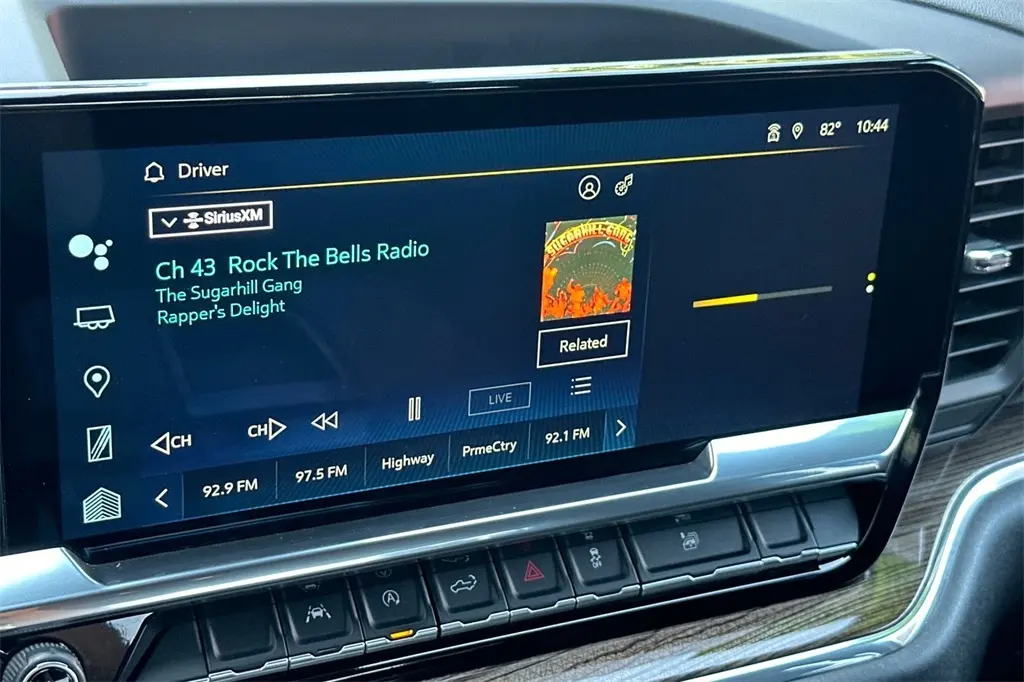 82° 10:44
Driver
SiriusXM
Ch 43 Rock The Bells Radio
The Sugarhill Gang
Rapper's Delight
SUGARHILL GANG
Related
LIVE
CH CH
92.9 FM 97.5 FM Highway PrmeCtry 92.1 FM
A
OFF